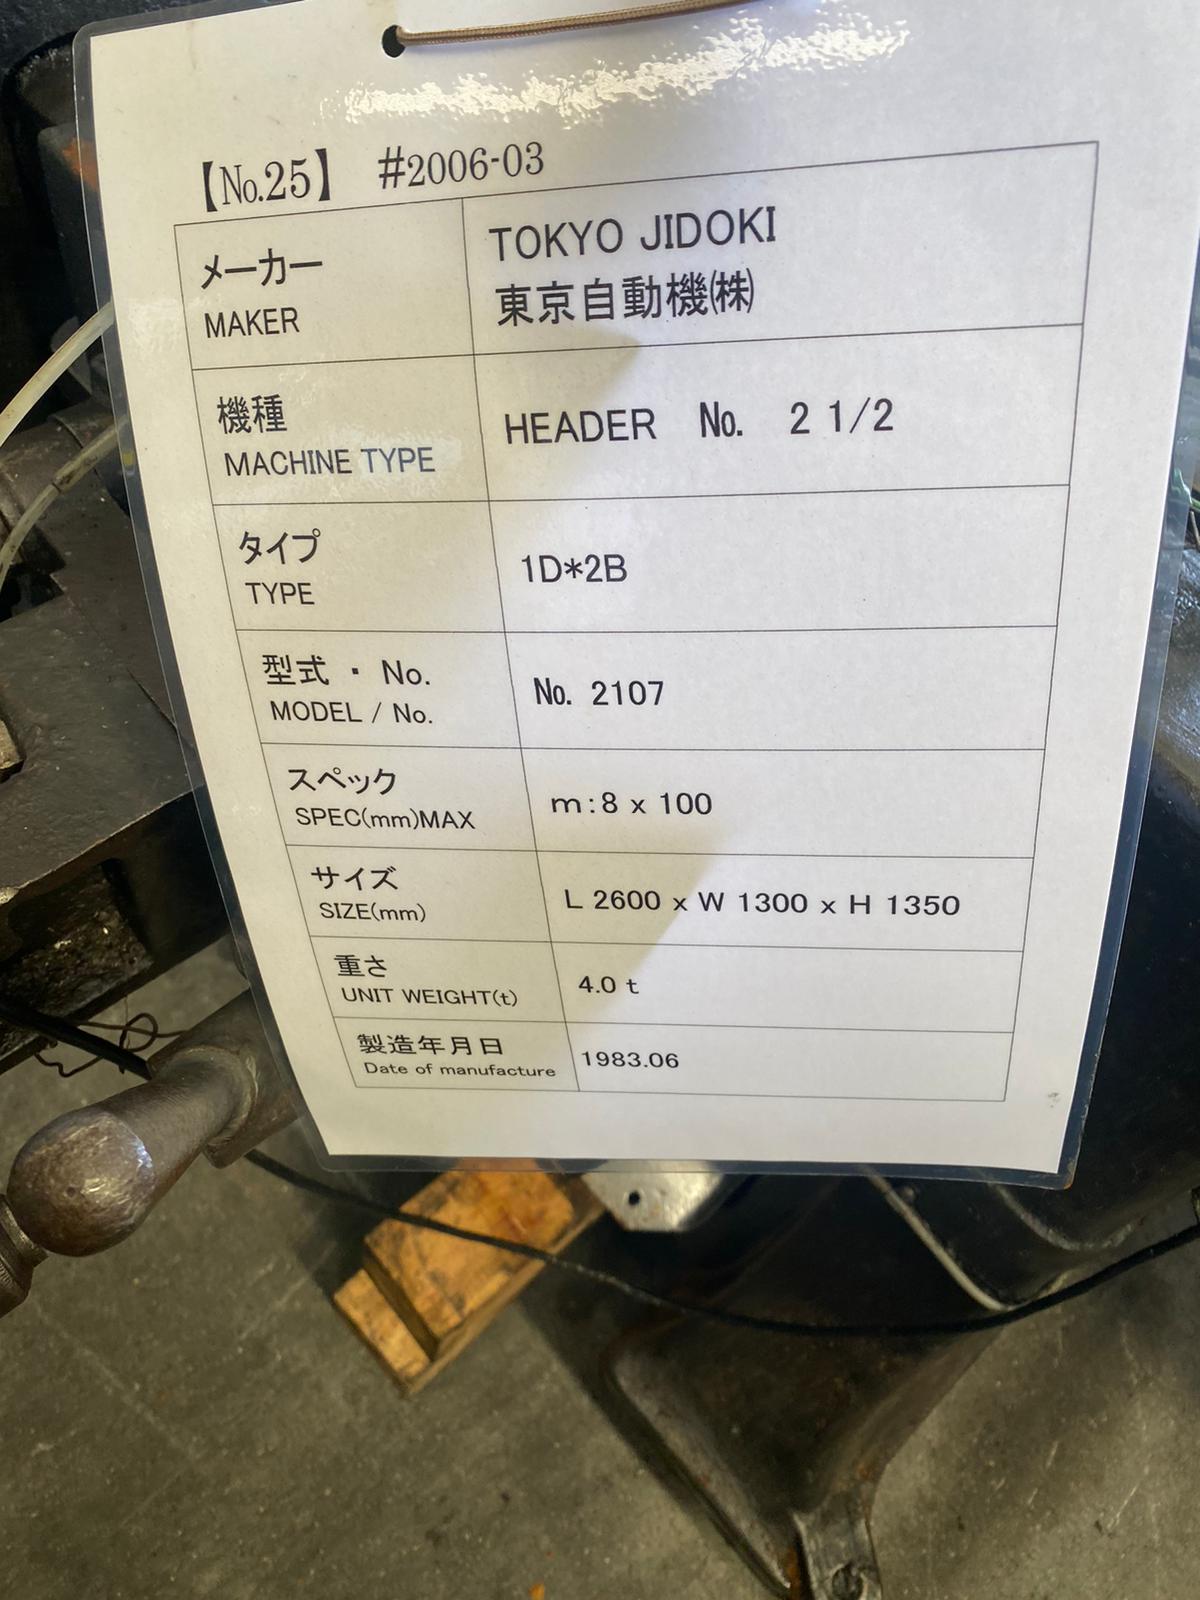 【No.25】 #2006-03
メーカー
MAKER
TOKYO JIDOKI
東京自動機㈱
機種
MACHINE TYPE
HEADER № 2 1/2
タイプ
TYPE
1D*2B
型式 ・ No.
MODEL / No.
№ 2107
スペック
SPEC(mm)MAX
m:8 x 100
サイズ
SIZE(mm)
L 2600 x W 1300 x H 1350
重さ
UNIT WEIGHT(t)
4.0 t
製造年月日
Date of manufacture
1983.06